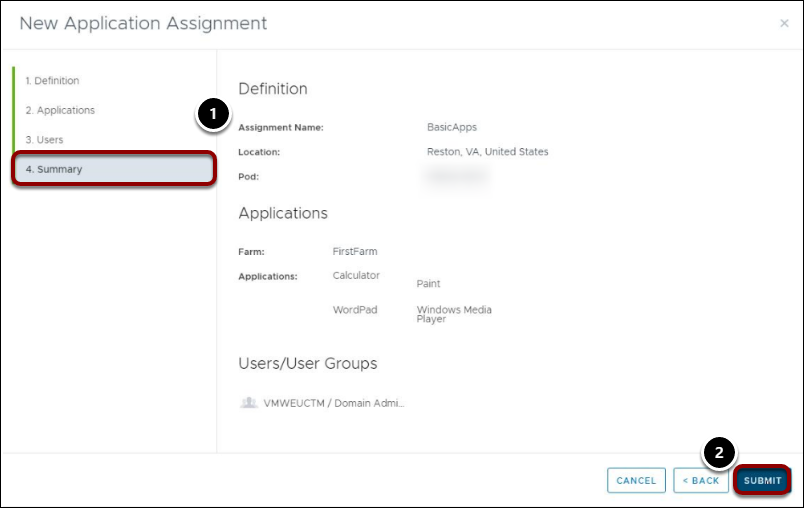 New Application Assignment
×
1. Definition
2. Applications
3. Users
4. Summary
1
Definition
Assignment Name: BasicApps
Location: Reston, VA, United States
Pod:
Applications
Farm: FirstFarm
Applications: Calculator Paint
WordPad Windows Media
Player
Users/User Groups
VMWEUCTM / Domain Admi...
2
CANCEL < BACK SUBMIT